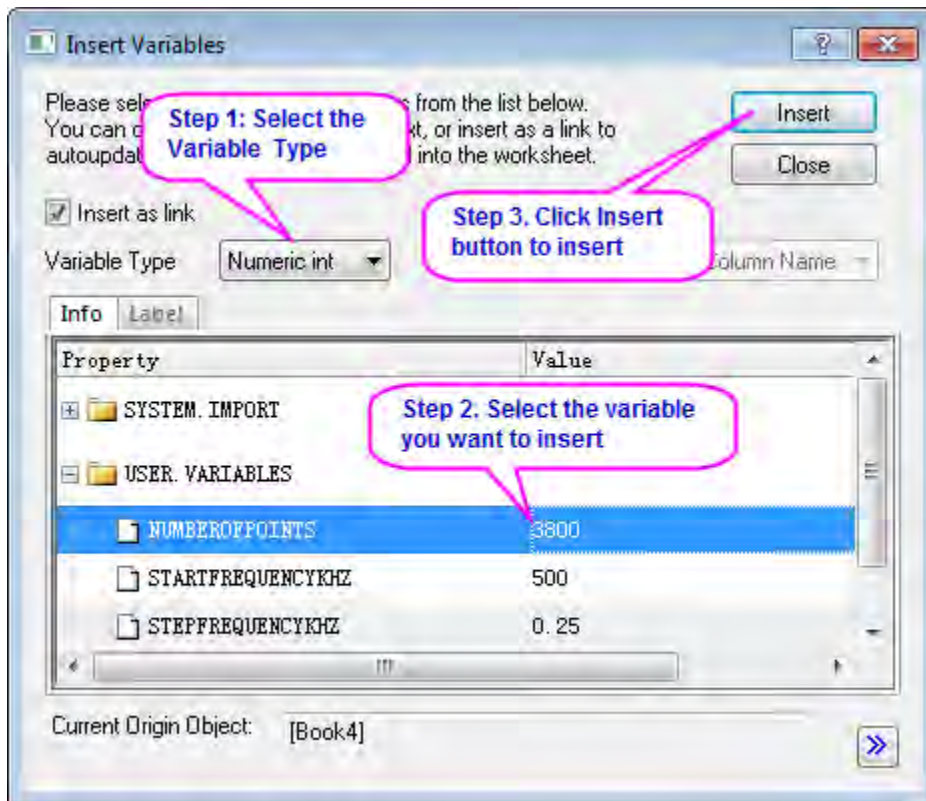 Insert Variables
Please sel from the list below.
You can xt, or insert as a link to
autoupdat into the worksheet.
Step 1: Select the
Variable Type
Insert
Close
Insert as link
Step 3. Click Insert
button to insert
Variable Type Numeric int Column Name
Info Label
Property Value
SYSTEM.IMPORT
Step 2. Select the variable
you want to insert
USER.VARIABLES
NUMBEROFPOINTS 3800
STARTFREQUENCYKHZ 500
STEPFREQUENCYKHZ 0.25
Current Origin Object: [Book4]